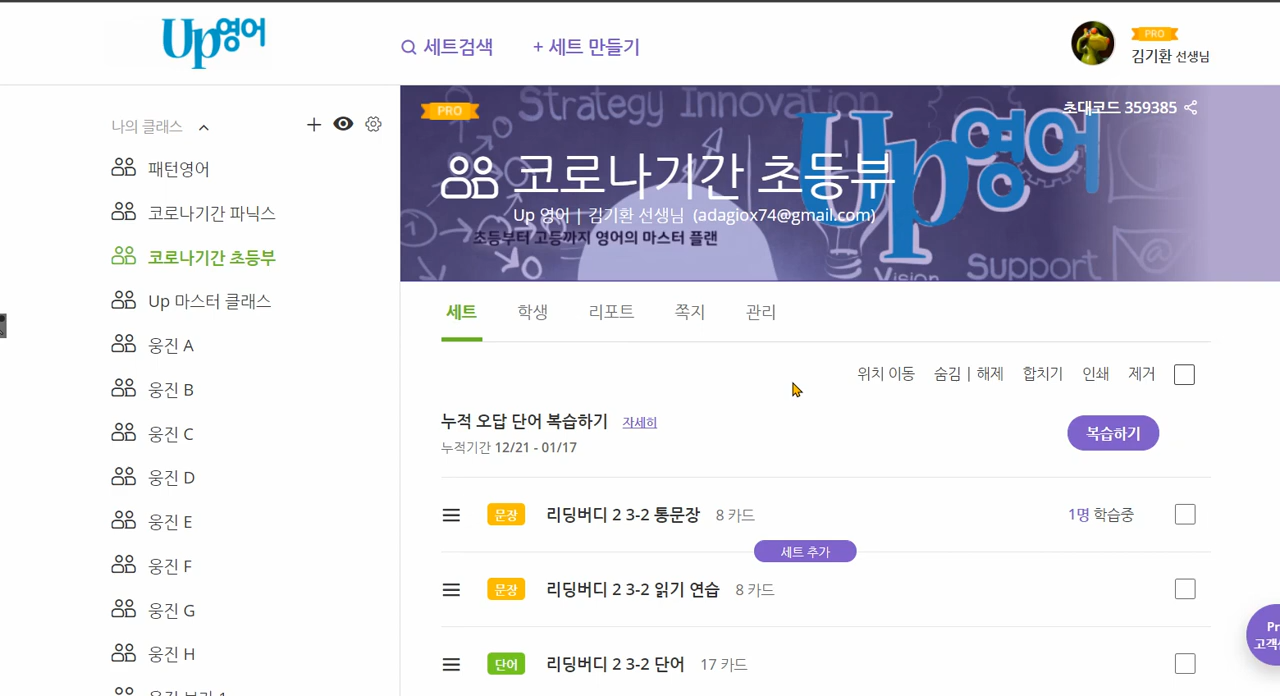 Up영어
세트검색
+ 세트 만들기
PRO
김기환 선생님
나의 클래스
패턴영어
코로나기간 파닉스
코로나기간 초등부
Up 마스터 클래스
웅진 A
웅진 B
웅진 C
웅진 D
웅진 E
웅진 F
웅진 G
웅진 H
PRO
Strategy Innovation
초대코드 359385
Up영어
코로나기간 초등부
Up 영어 | 김기환 선생님 (adagiox74@gmail.com)
초등부터 고등까지 영어의 마스터 플랜
Vision
Support
세트 학생 리포트 쪽지 관리
위치 이동 숨김 | 해제 합치기 인쇄 제거
누적 오답 단어 복습하기 자세히
누적기간 12/21 - 01/17
복습하기
문장 리딩버디 2 3-2 통문장 8 카드 1명 학습중
세트 추가
문장 리딩버디 2 3-2 읽기 연습 8 카드
단어 리딩버디 2 3-2 단어 17 카드